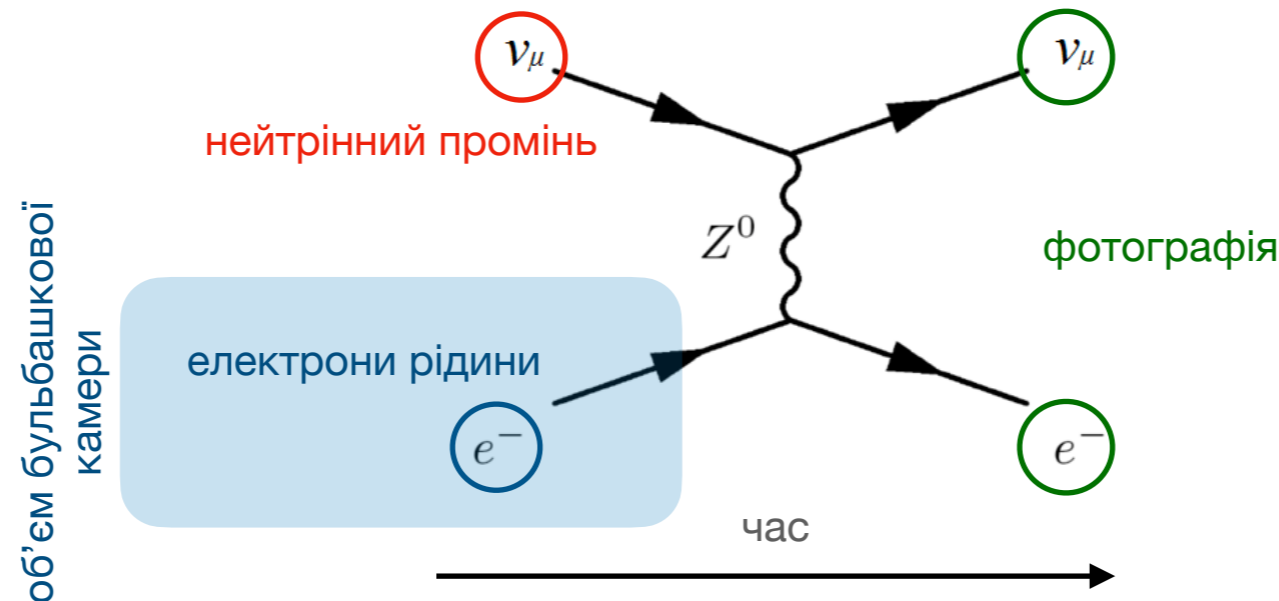 νμ
νμ
нейтрінний промінь
Z⁰
фотографія
об’єм бульбашкової
камери
електрони рідини
e⁻
e⁻
час